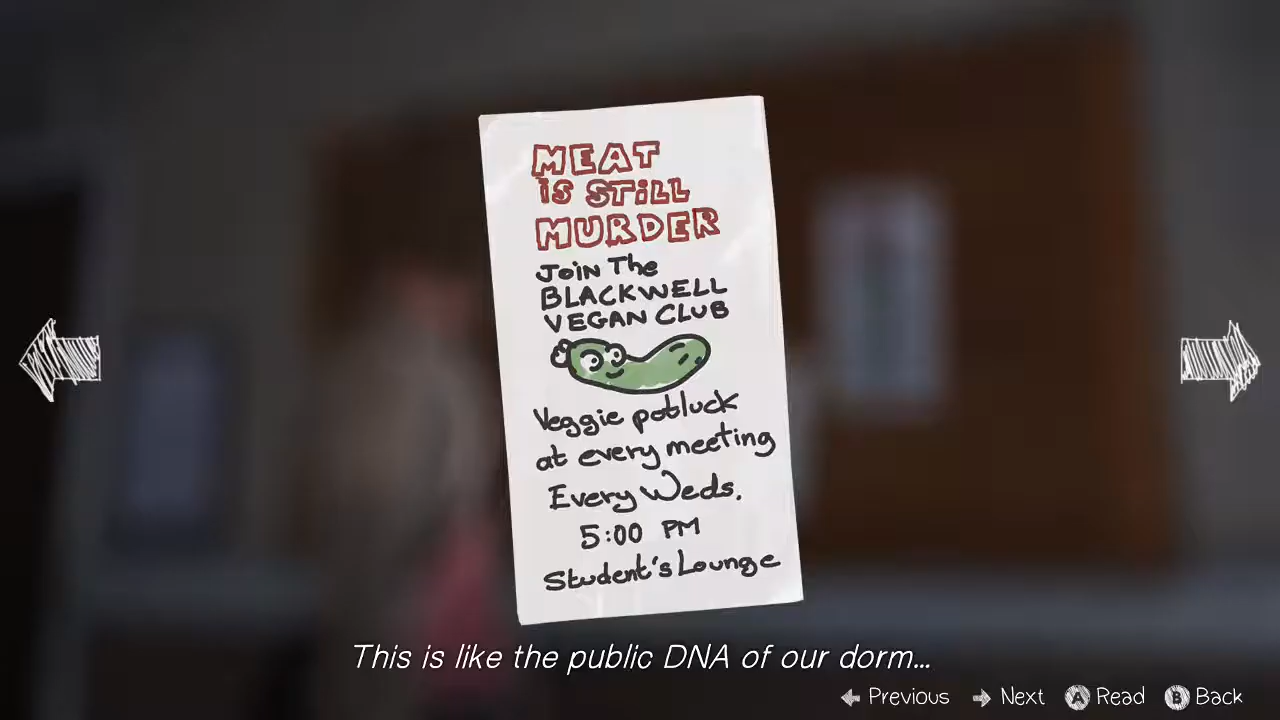 MEAT
iS STiLL
MURDER
JoiN The
BLACKWELL
VEGAN CLUB
Veggie potluck
at every meeting
Every Weds.
5:00 PM
Student's Lounge
This is like the public DNA of our dorm...
Previous Next A Read B Back